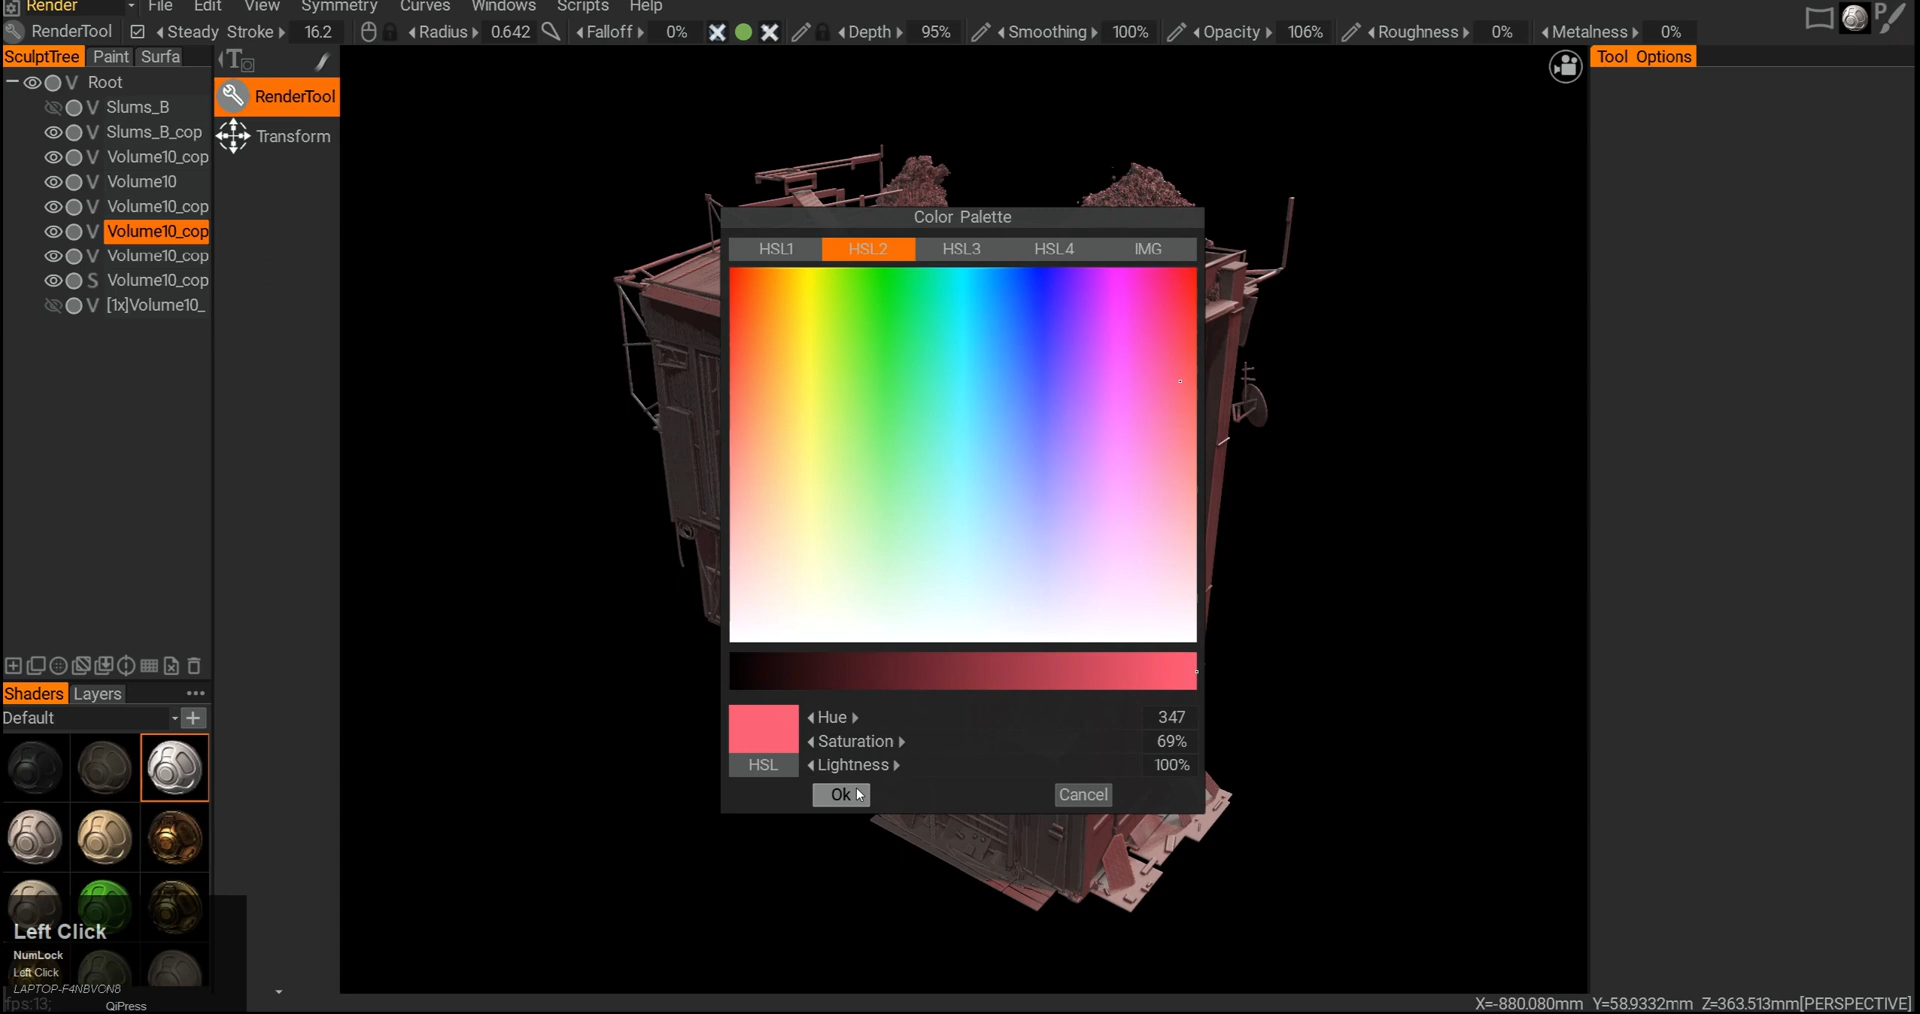 Render File Edit View Symmetry Curves Windows Scripts Help
RenderTool Steady Stroke 16.2 Radius 0.642 Falloff 0% Depth 95% Smoothing 100% Opacity 106% Roughness 0% Metalness 0%
SculptTree Paint Surfa
Tool Options
Root
Slums_B
Slums_B_cop
Volume10_cop
Volume10
Volume10_cop
Volume10_cop
Volume10_cop
S Volume10_cop
[1x]Volume10_
RenderTool
Transform
Color Palette
HSL1 HSL2 HSL3 HSL4 IMG
Hue 347
Saturation 69%
HSL Lightness 100%
Ok Cancel
Shaders Layers
Default
Left Click
NumLock
Left Click
LAPTOP-F4NBVON8
fps:13; QiPress
X=-880.080mm Y=58.9332mm Z=363.513mm[PERSPECTIVE]